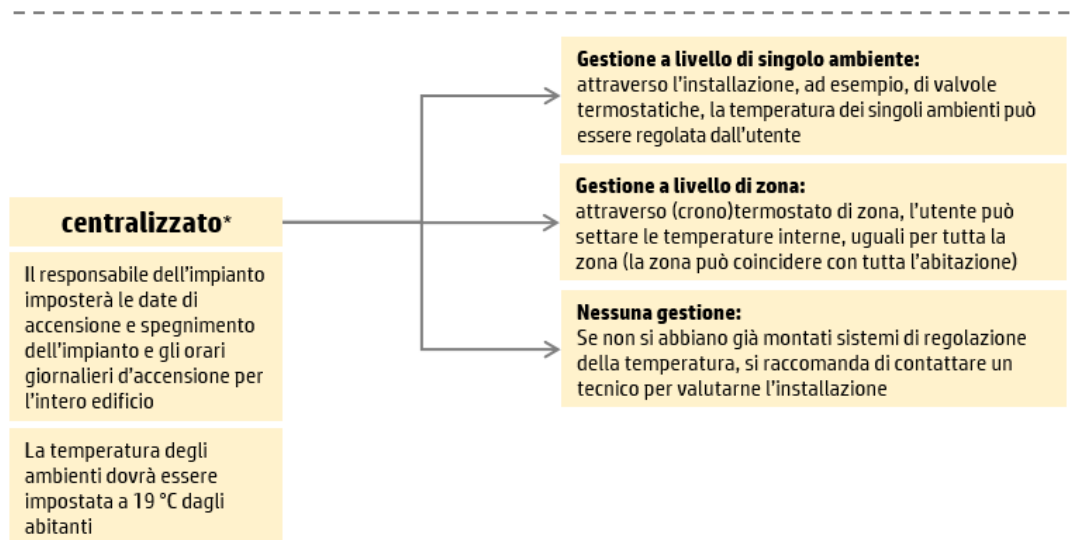 centralizzato*
Il responsabile dell'impianto
imposterà le date di
accensione e spegnimento
dell'impianto e gli orari
giornalieri d'accensione per
l'intero edificio
La temperatura degli
ambienti dovrà essere
impostata a 19 °C dagli
abitanti
Gestione a livello di singolo ambiente:
attraverso l'installazione, ad esempio, di valvole
termostatiche, la temperatura dei singoli ambienti può
essere regolata dall'utente
Gestione a livello di zona:
attraverso (crono)termostato di zona, l'utente può
settare le temperature interne, uguali per tutta la
zona (la zona può coincidere con tutta l'abitazione)
Nessuna gestione:
Se non si abbiano già montati sistemi di regolazione
della temperatura, si raccomanda di contattare un
tecnico per valutarne l'installazione